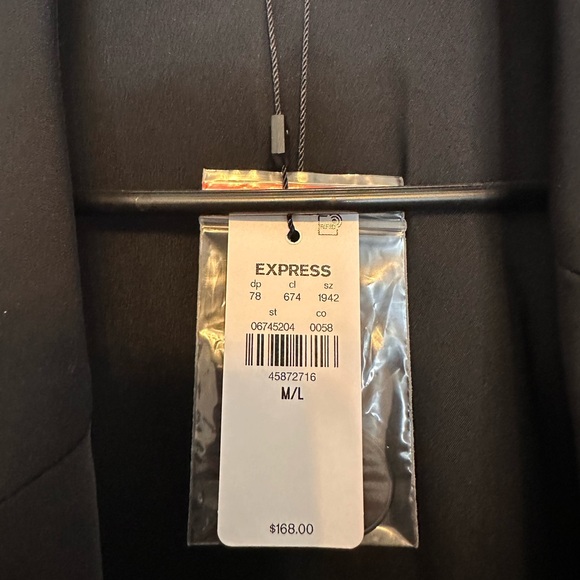 RFID
EXPRESS
dp cl sz
78 674 1942
st co
06745204 0058
45872716
M/L
$168.00